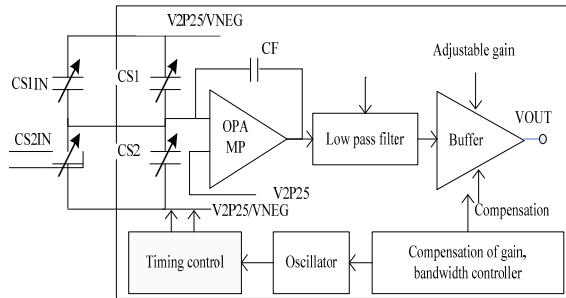 V2P25/VNEG
CF
Adjustable gain
CS1IN
CS1
OPA
MP
Low pass filter
Buffer
VOUT
CS2IN
CS2
V2P25
V2P25/VNEG
Compensation
Timing control
Oscillator
Compensation of gain,
bandwidth controller